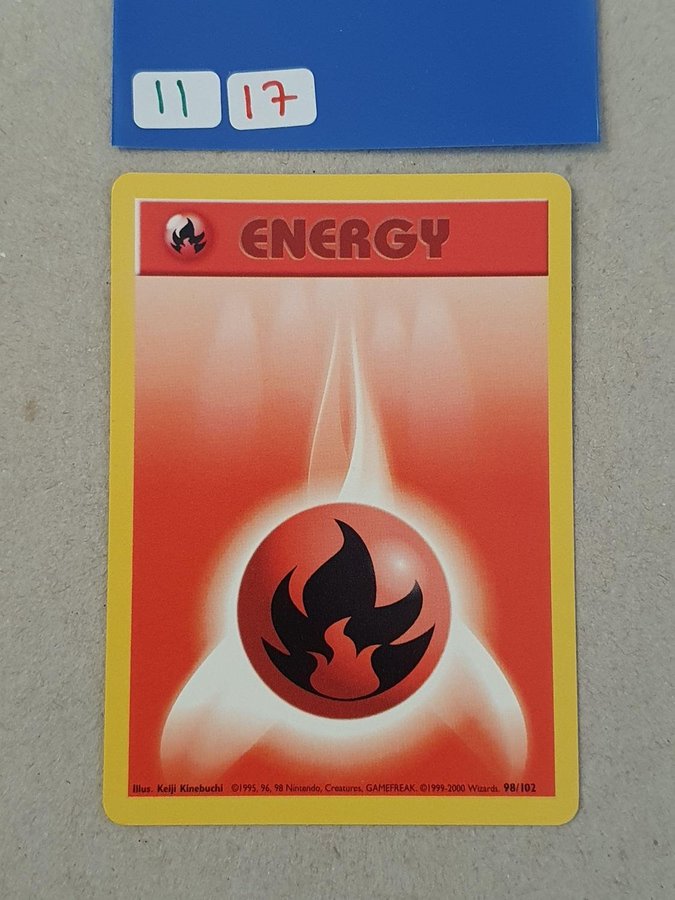 11 17
ENERGY
Illus. Keiji Kinebuchi ©1995, 96, 98 Nintendo, Creatures, GAMEFREAK. ©1999-2000 Wizards. 98/102